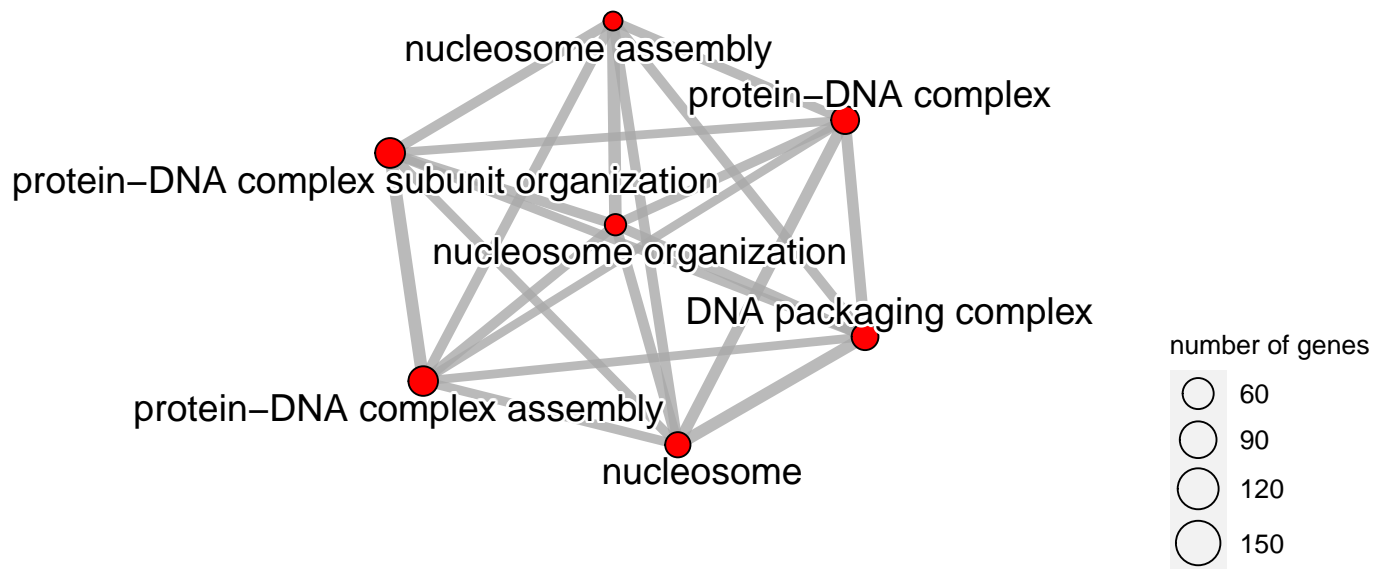 nucleosome assembly
protein−DNA complex
protein−DNA complex subunit organization
nucleosome organization
DNA packaging complex
protein−DNA complex assembly
nucleosome
number of genes
60
90
120
150